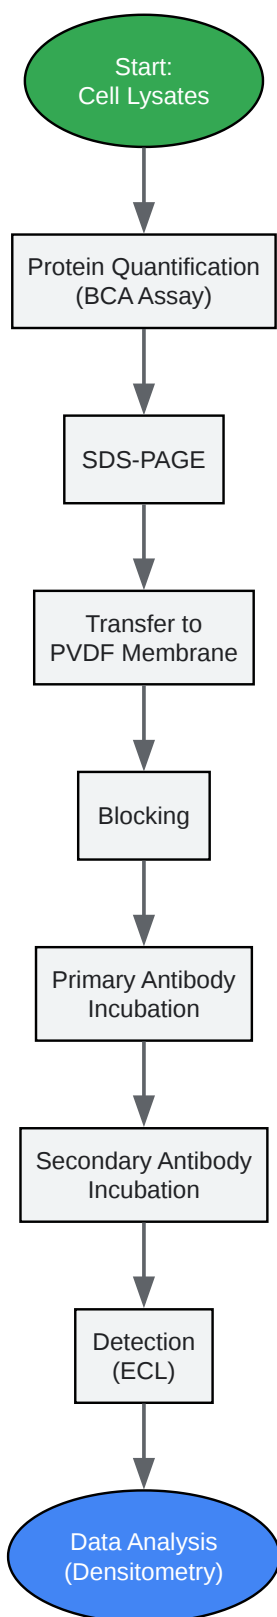 Start:
Cell Lysates
Protein Quantification
(BCA Assay)
SDS-PAGE
Transfer to
PVDF Membrane
Blocking
Primary Antibody
Incubation
Secondary Antibody
Incubation
Detection
(ECL)
Data Analysis
(Densitometry)